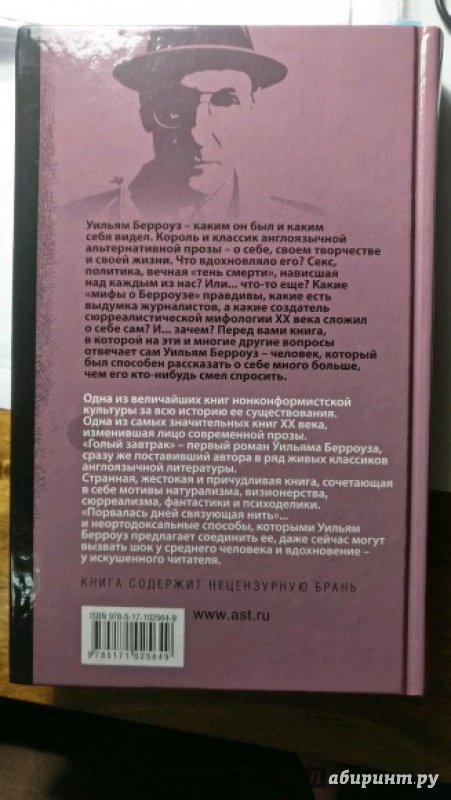 Уильям Берроуз – каким он был и каким
себя видел. Король и классик англоязычной
альтернативной прозы – о себе, своем творчестве
и своей жизни. Что вдохновляло его? Секс,
политика, вечная «тень смерти», нависшая
над каждым из нас? Или... что-то еще? Какие
«мифы о Берроузе» правдивы, какие есть
выдумка журналистов, а какие создатель
сюрреалистической мифологии XX века сложил
о себе сам? И... зачем? Перед вами книга,
в которой на эти и многие другие вопросы
отвечает сам Уильям Берроуз – человек, который
был способен рассказать о себе много больше,
чем его кто-нибудь смел спросить.
Одна из величайших книг нонконформистской
культуры за всю историю ее существования.
Одна из самых значительных книг XX века,
изменившая лицо современной прозы.
«Голый завтрак» – первый роман Уильяма Берроуза,
сразу же поставивший автора в ряд живых классиков
англоязычной литературы.
Странная, жестокая и причудливая книга, сочетающая
в себе мотивы натурализма, визионерства,
сюрреализма, фантастики и психоделики.
«Порвалась дней связующая нить»...
и неортодоксальные способы, которыми Уильям
Берроуз предлагает соединить ее, даже сейчас могут
вызвать шок у среднего человека и вдохновение –
у искушенного читателя.
КНИГА СОДЕРЖИТ НЕЦЕНЗУРНУЮ БРАНЬ
ISBN 978-5-17-102564-9
9785171025649
www.ast.ru
Лабиринт.ру